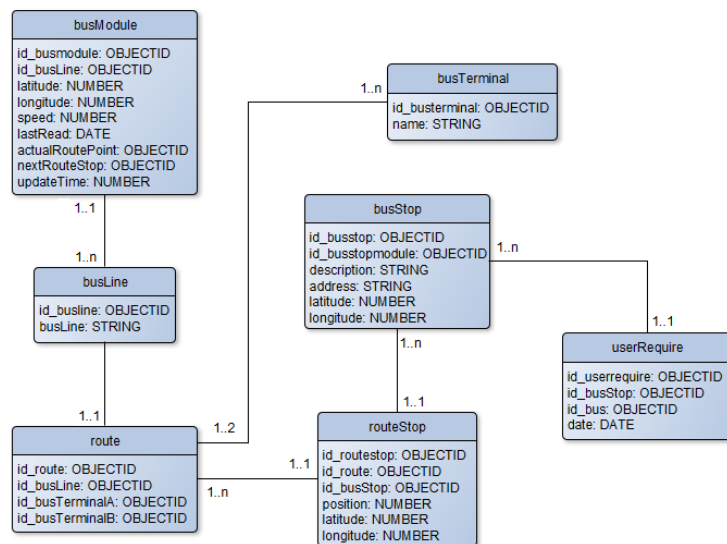 busModule
id_busmodule: OBJECTID
id_busLine: OBJECTID
latitude: NUMBER
longitude: NUMBER
speed: NUMBER
lastRead: DATE
actualRoutePoint: OBJECTID
nextRouteStop: OBJECTID
updateTime: NUMBER
1..1
1..n
busLine
id_busline: OBJECTID
busLine: STRING
1..1
route
id_route: OBJECTID
id_busLine: OBJECTID
id_busTerminalA: OBJECTID
id_busTerminalB: OBJECTID
1..2
1..n
busTerminal
id_busterminal: OBJECTID
name: STRING
1..n
1..1
busStop
id_busstop: OBJECTID
id_busstopmodule: OBJECTID
description: STRING
address: STRING
latitude: NUMBER
longitude: NUMBER
1..n
1..1
routeStop
id_routestop: OBJECTID
id_route: OBJECTID
id_busStop: OBJECTID
position: NUMBER
latitude: NUMBER
longitude: NUMBER
1..n
1..1
userRequire
id_userrequire: OBJECTID
id_busStop: OBJECTID
id_bus: OBJECTID
date: DATE